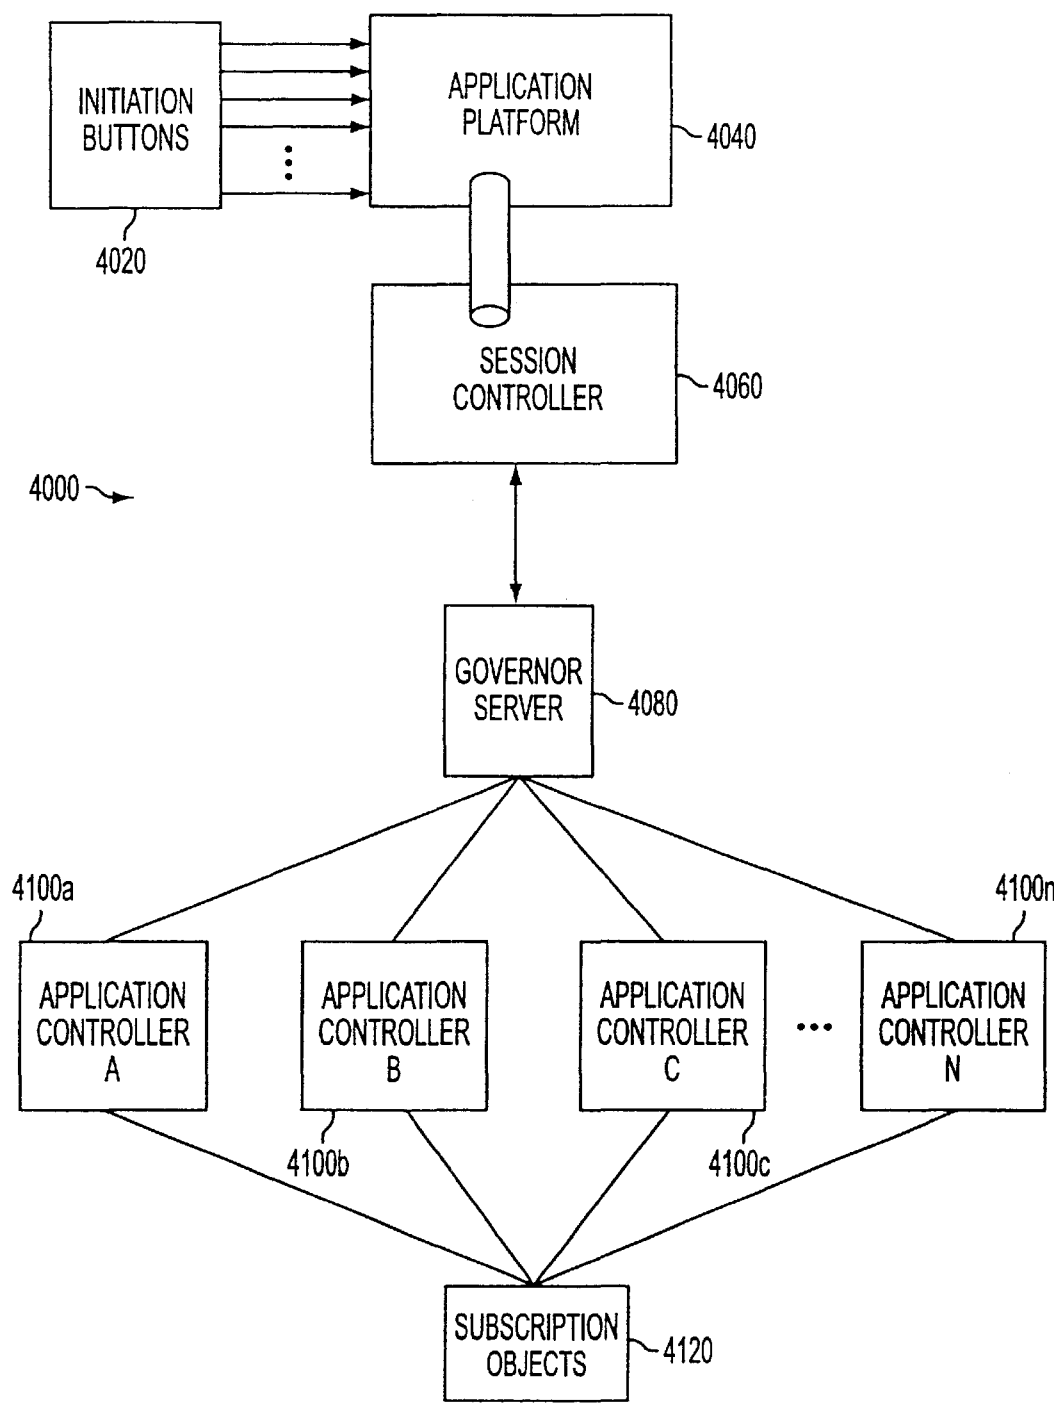 INITIATION
BUTTONS
4020
APPLICATION
PLATFORM
4040
SESSION
CONTROLLER
4060
4000
GOVERNOR
SERVER
4080
4100a
APPLICATION
CONTROLLER
A
APPLICATION
CONTROLLER
B
4100b
APPLICATION
CONTROLLER
C
4100c
4100n
APPLICATION
CONTROLLER
N
SUBSCRIPTION
OBJECTS
4120